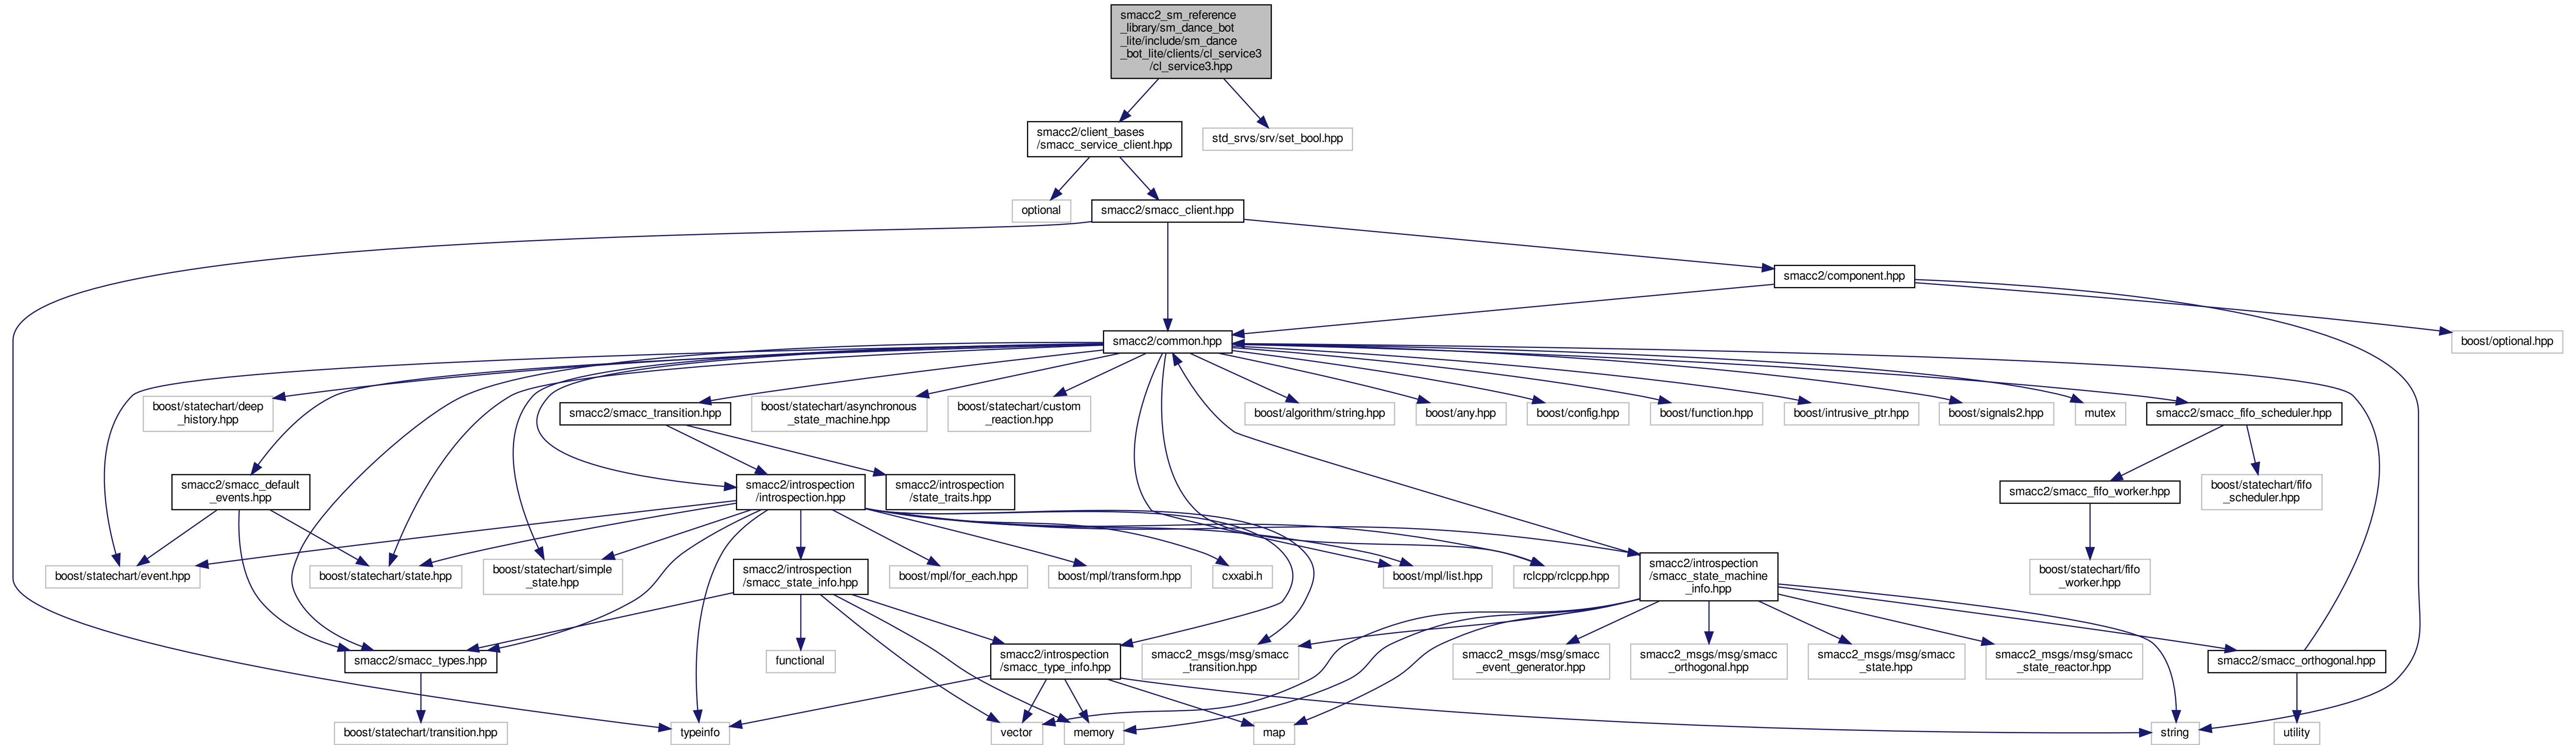 smacc2_sm_reference
_library/sm_dance_bot
_lite/include/sm_dance
_bot_lite/clients/cl_service3
/cl_service3.hpp
smacc2/client_bases
/smacc_service_client.hpp
std_srvs/srv/set_bool.hpp
optional
smacc2/smacc_client.hpp
smacc2/component.hpp
smacc2/common.hpp
boost/optional.hpp
boost/statechart/deep
_history.hpp
smacc2/smacc_transition.hpp
boost/statechart/asynchronous
_state_machine.hpp
boost/statechart/custom
_reaction.hpp
boost/algorithm/string.hpp
boost/any.hpp
boost/config.hpp
boost/function.hpp
boost/intrusive_ptr.hpp
boost/signals2.hpp
mutex
smacc2/smacc_fifo_scheduler.hpp
smacc2/smacc_default
_events.hpp
smacc2/introspection
/introspection.hpp
smacc2/introspection
/state_traits.hpp
smacc2/smacc_fifo_worker.hpp
boost/statechart/fifo
_scheduler.hpp
boost/statechart/event.hpp
boost/statechart/state.hpp
boost/statechart/simple
_state.hpp
smacc2/introspection
/smacc_state_info.hpp
boost/mpl/for_each.hpp
boost/mpl/transform.hpp
cxxabi.h
boost/mpl/list.hpp
rclcpp/rclcpp.hpp
smacc2/introspection
/smacc_state_machine
_info.hpp
boost/statechart/fifo
_worker.hpp
smacc2/smacc_types.hpp
functional
smacc2/introspection
/smacc_type_info.hpp
smacc2_msgs/msg/smacc
_transition.hpp
smacc2_msgs/msg/smacc
_event_generator.hpp
smacc2_msgs/msg/smacc
_orthogonal.hpp
smacc2_msgs/msg/smacc
_state.hpp
smacc2_msgs/msg/smacc
_state_reactor.hpp
smacc2/smacc_orthogonal.hpp
boost/statechart/transition.hpp
typeinfo
vector
memory
map
string
utility